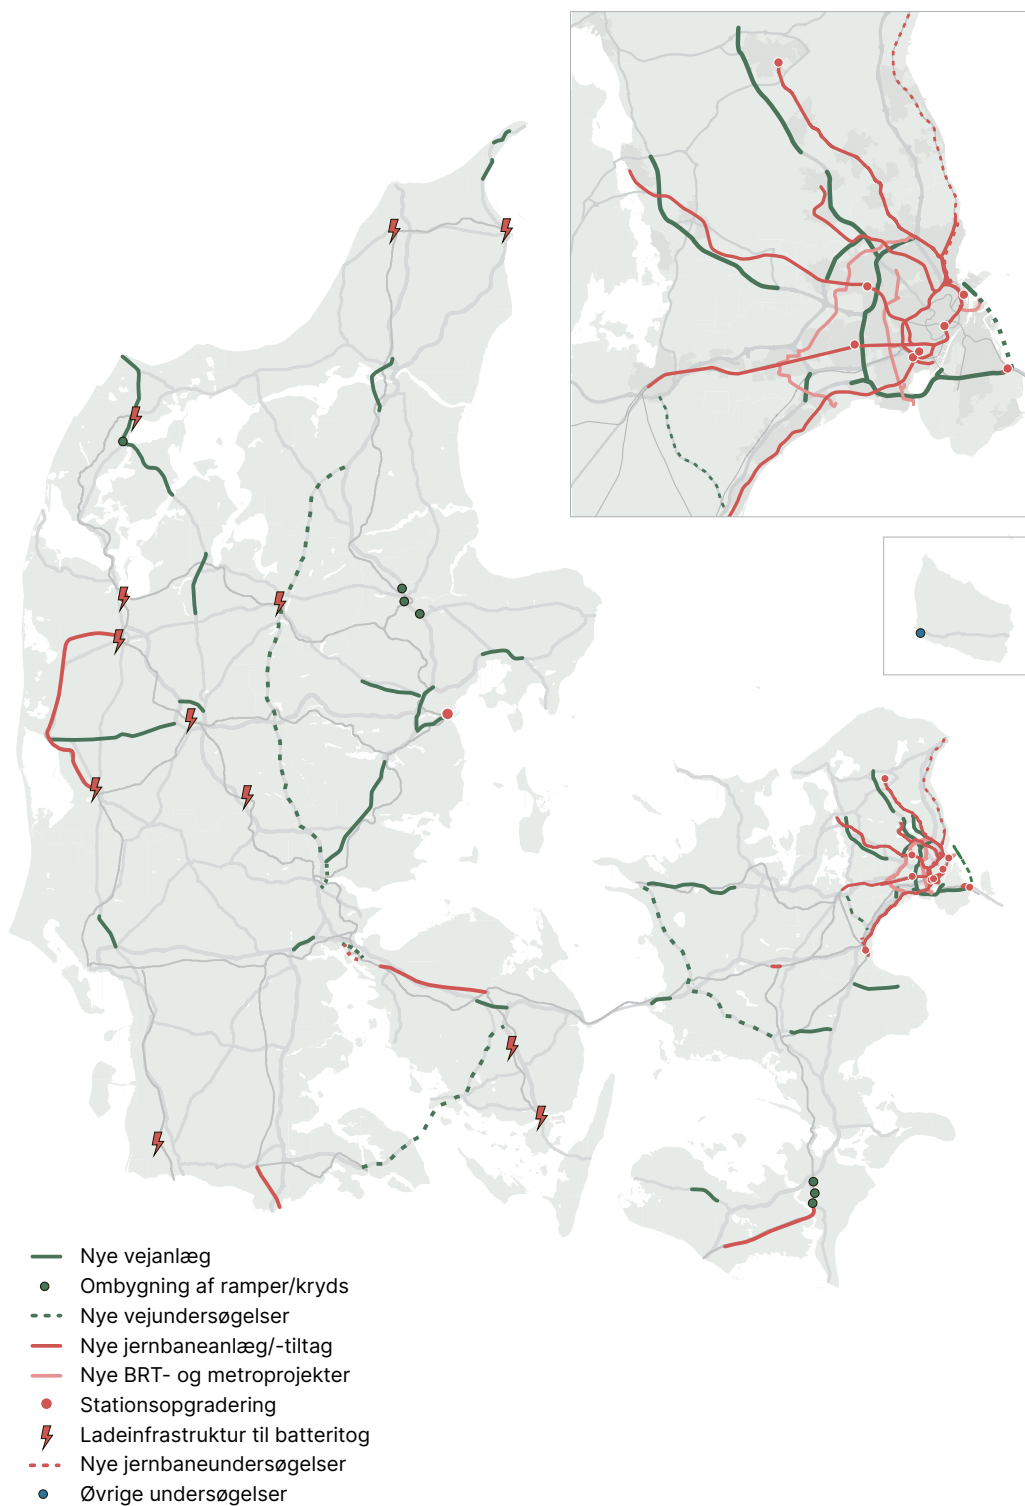 Nye vejanlæg
Ombygning af ramper/kryds
Nye vejundersøgelser
Nye jernbaneanlæg/-tiltag
Nye BRT- og metroprojekter
Stationsopgradering
Ladeinfrastruktur til batteritog
Nye jernbaneundersøgelser
Øvrige undersøgelser